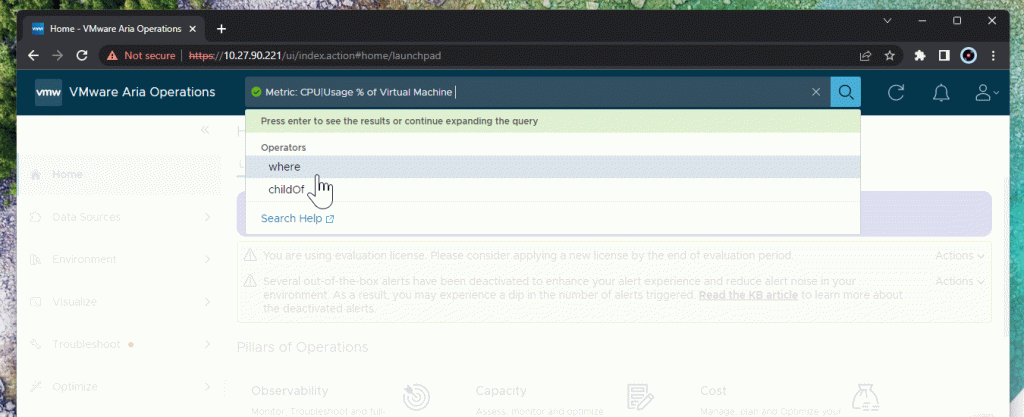 Home - VMware Aria Operations
Not secure | https://10.27.90.221/ui/index.action#home/launchpad
vmw VMware Aria Operations
Metric: CPU|Usage % of Virtual Machine
Press enter to see the results or continue expanding the query
Operators
where
childOf
Search Help
Home
Data Sources
Environment
Visualize
Troubleshoot
Optimize
You are using evaluation license. Please consider applying a new license by the end of evaluation period.
Actions
Several out-of-the-box alerts have been deactivated to enhance your alert experience and reduce alert noise in your
environment. As a result, you may experience a dip in the number of alerts triggered. Read the KB article to learn more about
the deactivated alerts.
Actions
Pillars of Operations
Observability
Monitor, Troubleshoot and full-
Capacity
Assess, monitor and optimize
Cost
Manage, plan and Optimize your